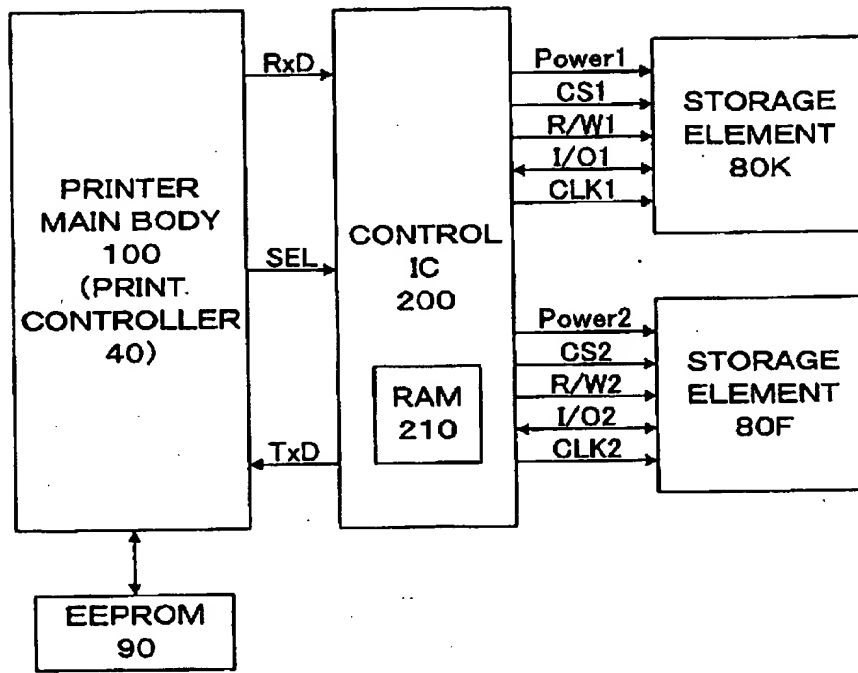 PRINTER
MAIN BODY
100
(PRINT.
CONTROLLER
40)
RxD
SEL
TxD
CONTROL
IC
200
RAM
210
Power1
CS1
R/W1
I/O1
CLK1
STORAGE
ELEMENT
80K
Power2
CS2
R/W2
I/O2
CLK2
STORAGE
ELEMENT
80F
EEPROM
90